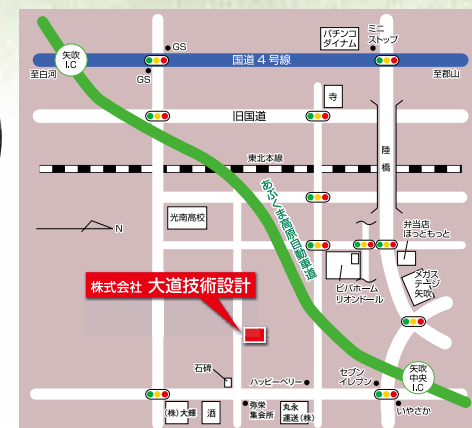 パチンコ
ダイナム
ミニ
ストップ
矢吹
I.C
GS
国道4号線
至白河
GS
至郡山
寺
旧国道
陸橋
東北本線
あぶくま高原自動車道
光南高校
N
弁当店
ほっともっと
ビバホーム
リオンドール
メガス
テージ
矢吹
株式会社 大道技術設計
石碑
ハッピーベリー
セブン
イレブン
矢吹
中央
I.C
(株)大輝
酒
弥栄
集会所
丸永
運送(株)
いやさか